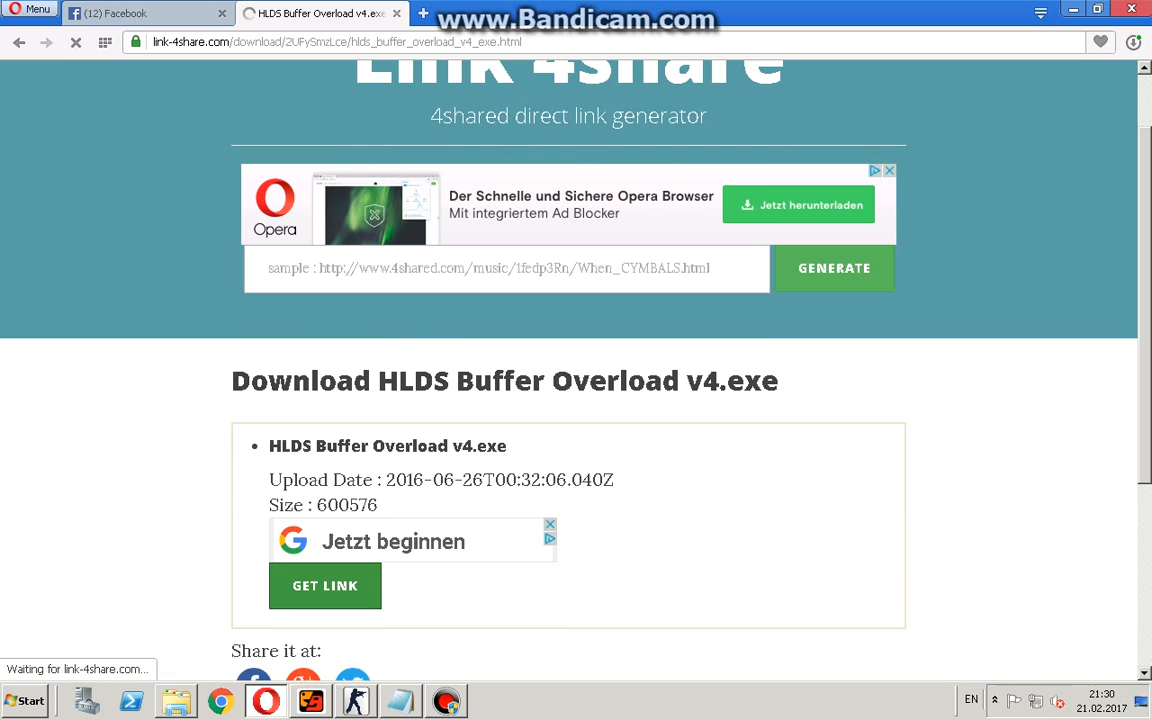 Menu
(12) Facebook
HLDS Buffer Overload v4.exe
www.Bandicam.com
link-4share.com/download/2UFySmzLce/hlds_buffer_overload_v4_exe.html
Link 4share
4shared direct link generator
Opera
Der Schnelle und Sichere Opera Browser
Mit integriertem Ad Blocker
Jetzt herunterladen
sample : http://www.4shared.com/music/1fedp3Rn/When_CYMBALS.html
GENERATE
Download HLDS Buffer Overload v4.exe
HLDS Buffer Overload v4.exe
Upload Date : 2016-06-26T00:32:06.040Z
Size : 600576
Jetzt beginnen
GET LINK
Share it at:
Waiting for link-4share.com...
Start
EN
21:30
21.02.2017